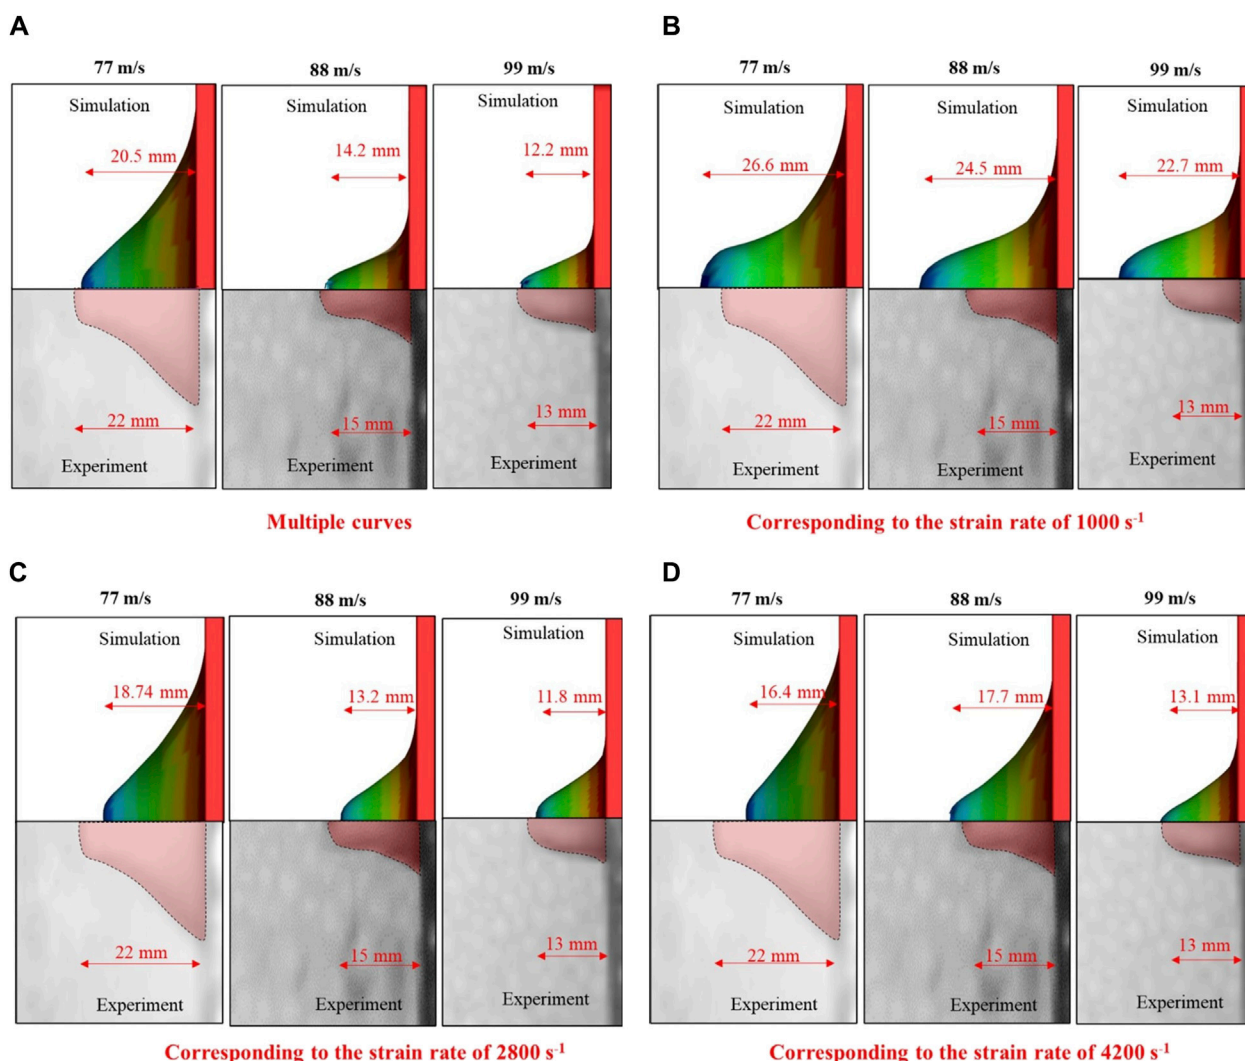 A
77 m/s
88 m/s
99 m/s
Simulation
Simulation
Simulation
20.5 mm
14.2 mm
12.2 mm
22 mm
15 mm
13 mm
Experiment
Experiment
Experiment
Multiple curves
B
77 m/s
88 m/s
99 m/s
Simulation
Simulation
Simulation
26.6 mm
24.5 mm
22.7 mm
22 mm
15 mm
13 mm
Experiment
Experiment
Experiment
Corresponding to the strain rate of 1000 s⁻¹
C
77 m/s
88 m/s
99 m/s
Simulation
Simulation
Simulation
18.74 mm
13.2 mm
11.8 mm
22 mm
15 mm
13 mm
Experiment
Experiment
Experiment
Corresponding to the strain rate of 2800 s⁻¹
D
77 m/s
88 m/s
99 m/s
Simulation
Simulation
Simulation
16.4 mm
17.7 mm
13.1 mm
22 mm
15 mm
13 mm
Experiment
Experiment
Experiment
Corresponding to the strain rate of 4200 s⁻¹